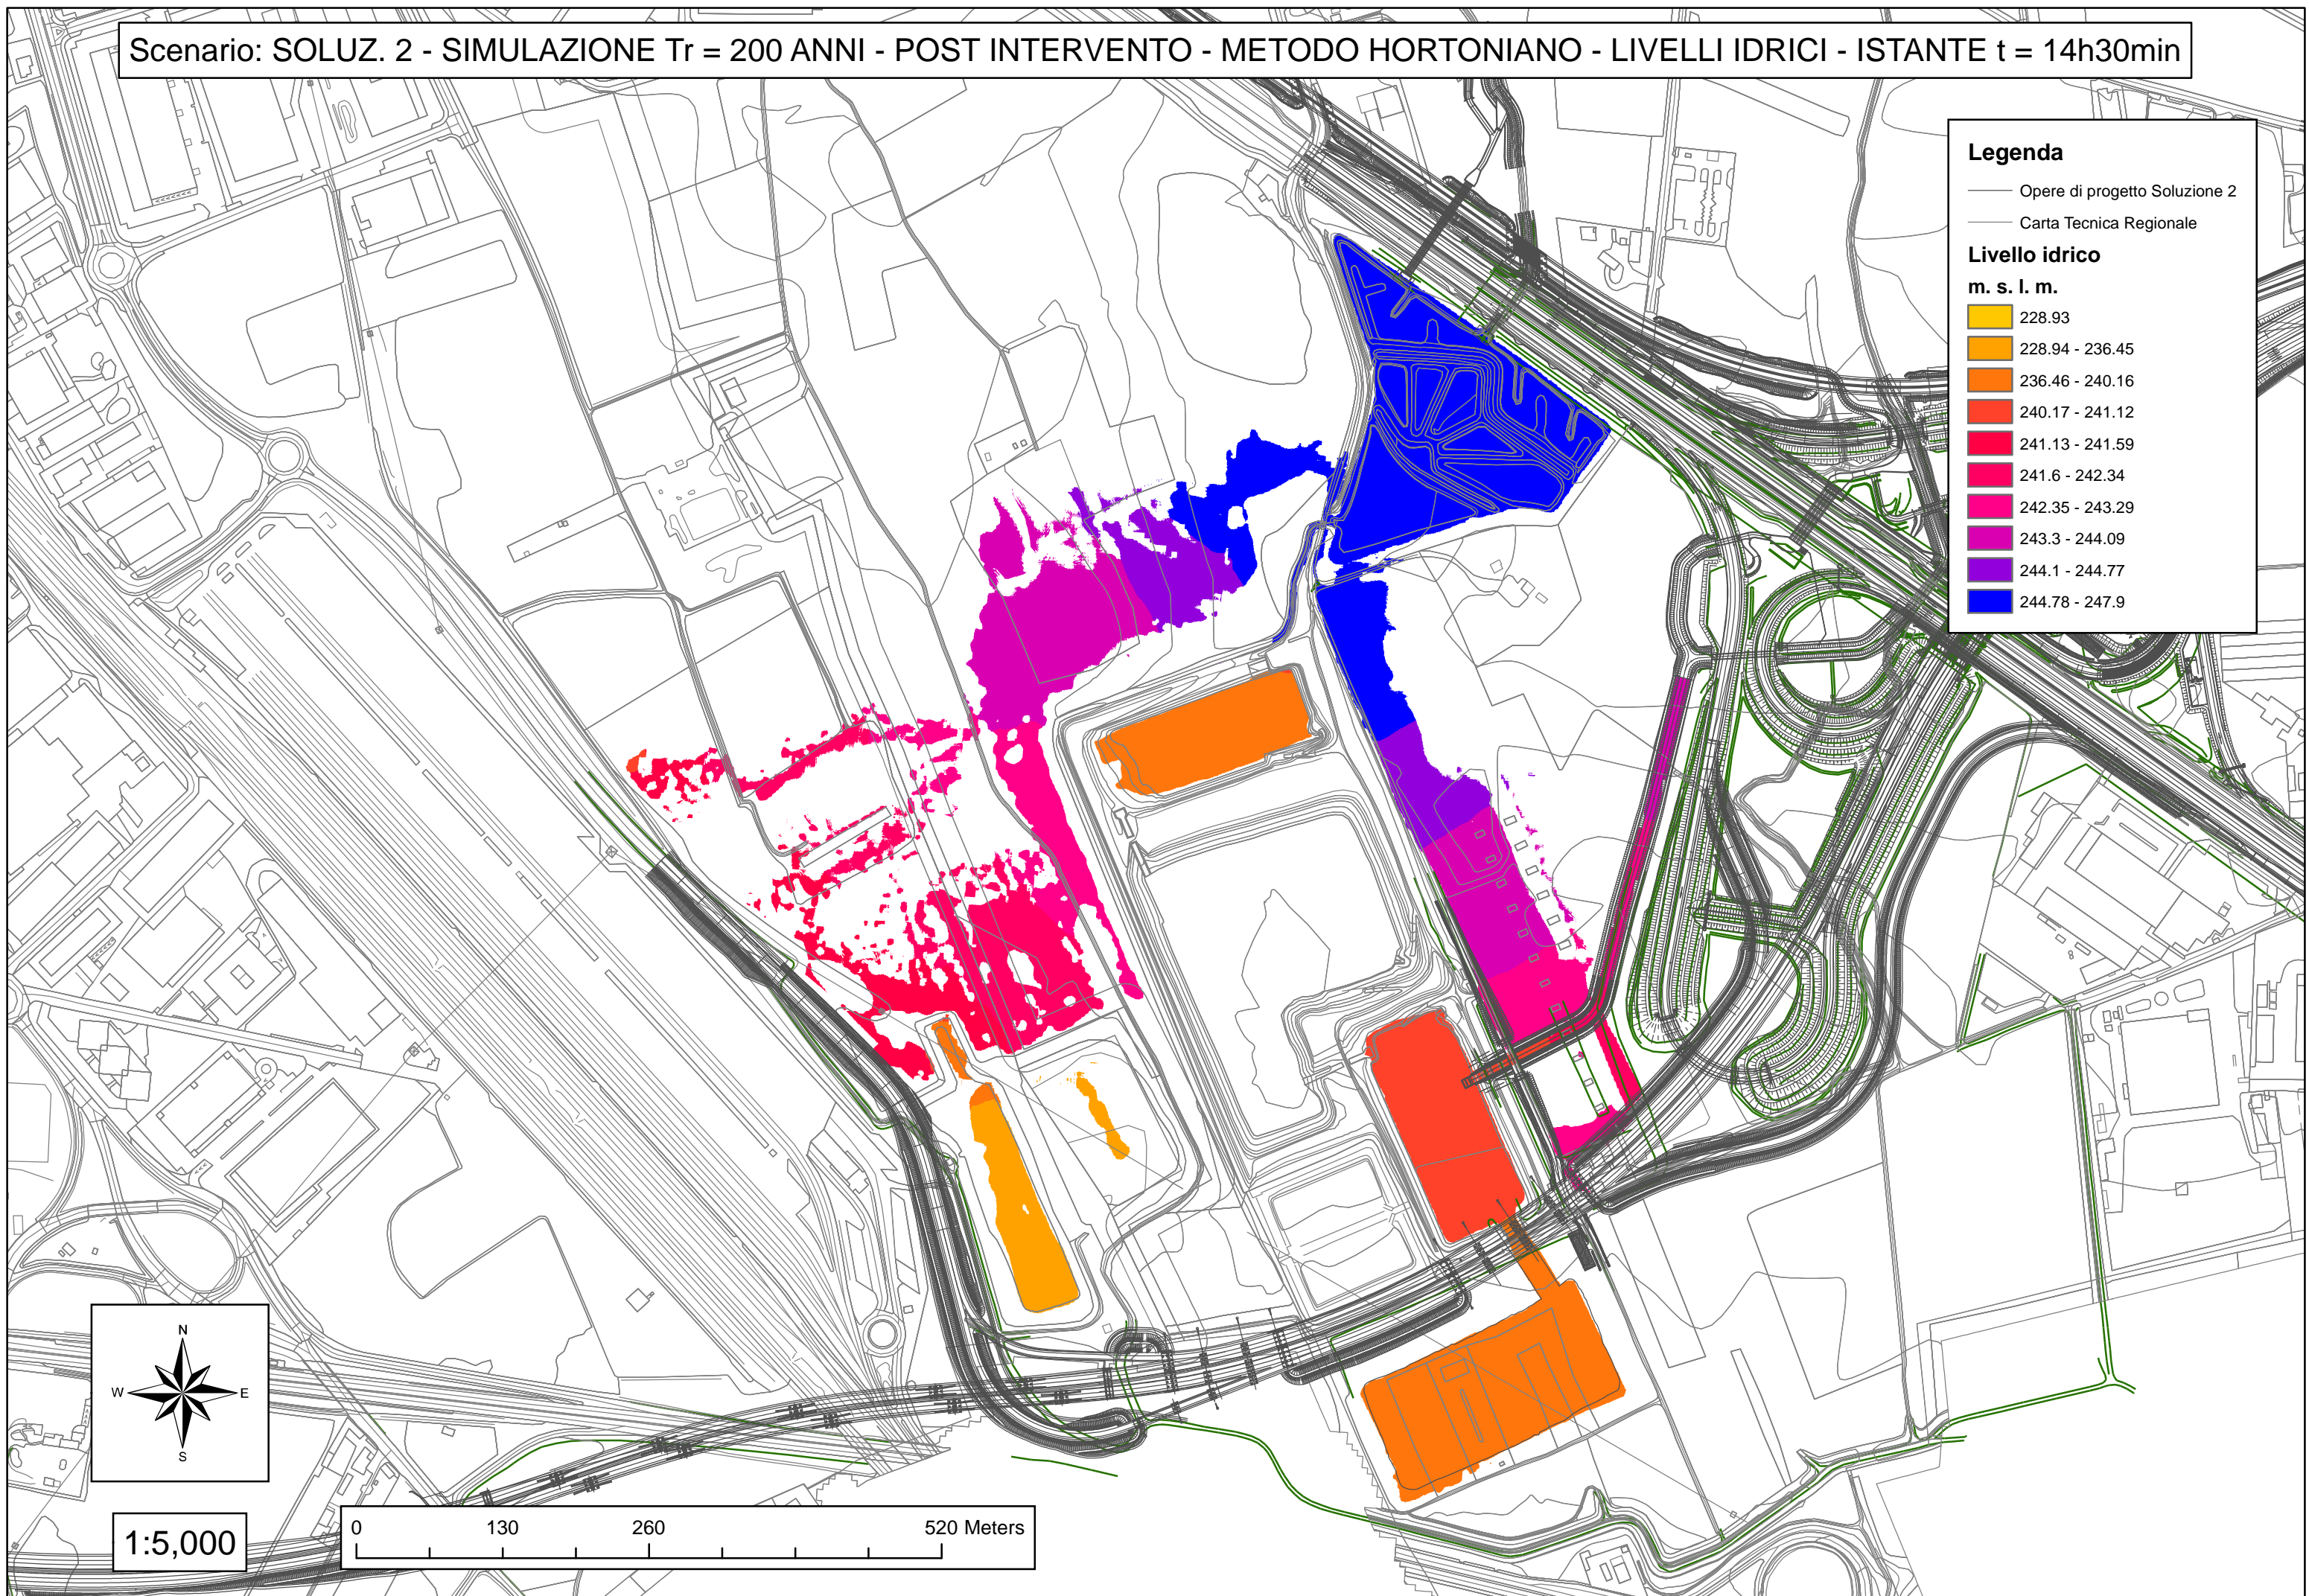 Scenario: SOLUZ. 2 - SIMULAZIONE Tr = 200 ANNI - POST INTERVENTO - METODO HORTONIANO - LIVELLI IDRICI - ISTANTE t = 14h30min
Legenda
Opere di progetto Soluzione 2
Carta Tecnica Regionale
Livello idrico
m. s. l. m.
228.93
228.94 - 236.45
236.46 - 240.16
240.17 - 241.12
241.13 - 241.59
241.6 - 242.34
242.35 - 243.29
243.3 - 244.09
244.1 - 244.77
244.78 - 247.9
N
W E
S
1:5,000
0 130 260 520 Meters